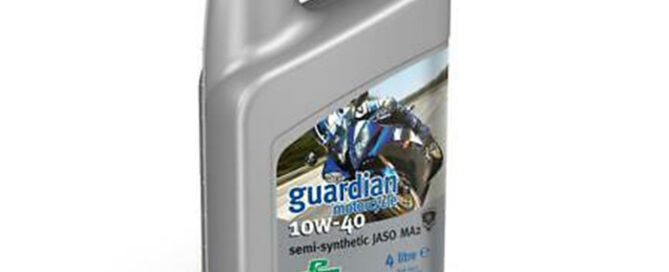 guardian
motorcycle
10W-40
semi-synthetic JASO MA2
4 litre e